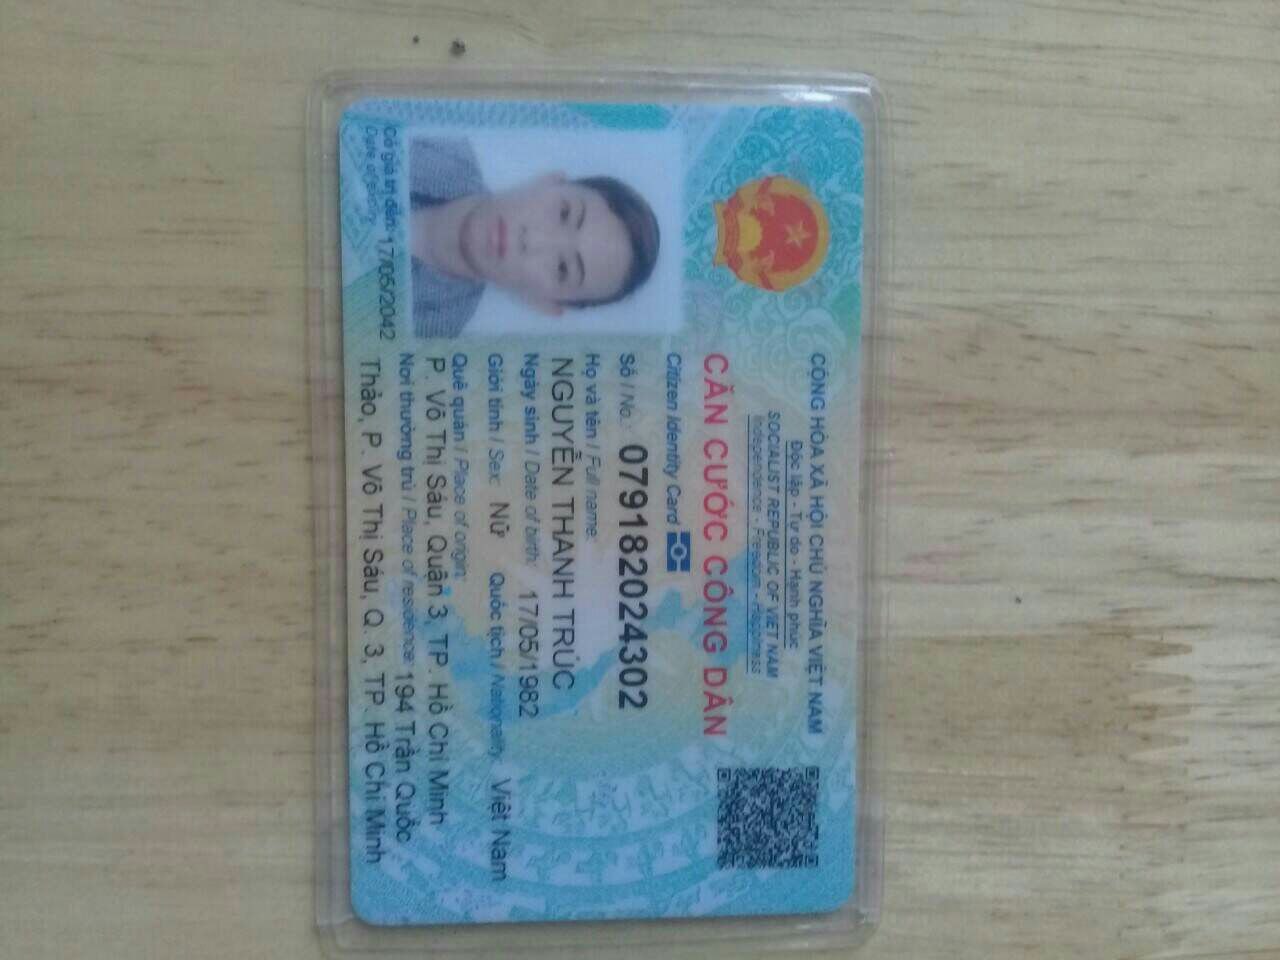 CỘNG HÒA XÃ HỘI CHỦ NGHĨA VIỆT NAM
Độc lập - Tự do - Hạnh phúc
SOCIALIST REPUBLIC OF VIET NAM
Independence - Freedom - Happiness
CĂN CƯỚC CÔNG DÂN
Citizen Identity Card
Số / No.: 079182024302
Họ và tên / Full name:
NGUYỄN THANH TRÚC
Ngày sinh / Date of birth: 17/05/1982
Giới tính / Sex: Nữ Quốc tịch / Nationality: Việt Nam
Quê quán / Place of origin:
P. Võ Thị Sáu, Quận 3, TP. Hồ Chí Minh
Nơi thường trú / Place of residence: 194 Trần Quốc
Thảo, P. Võ Thị Sáu, Q. 3, TP. Hồ Chí Minh
Có giá trị đến: 17/05/2042
Date of expiry